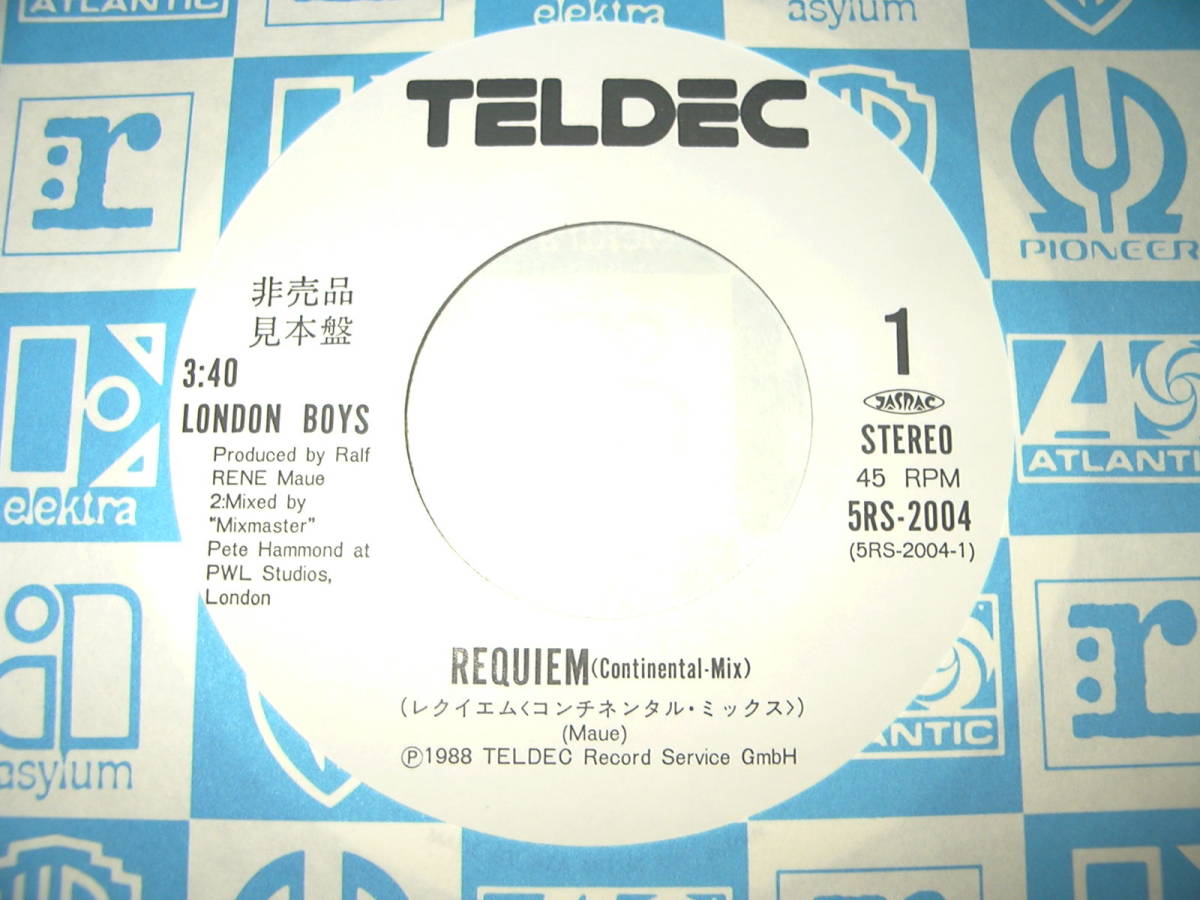 ATLANTIC
elektra
asylum
TELDEC
r
PIONEER
非売品
見本盤
3:40
LONDON BOYS
Produced by Ralf
RENE Maue
2:Mixed by
"Mixmaster"
Pete Hammond at
PWL Studios,
London
1
JASRAC
STEREO
45 RPM
5RS-2004
(5RS-2004-1)
ATLANTIC
elektra
r
REQUIEM(Continental-Mix)
(レクイエム<コンチネンタル・ミックス>)
(Maue)
Ⓟ1988 TELDEC Record Service GmbH
ANTIC
asylum